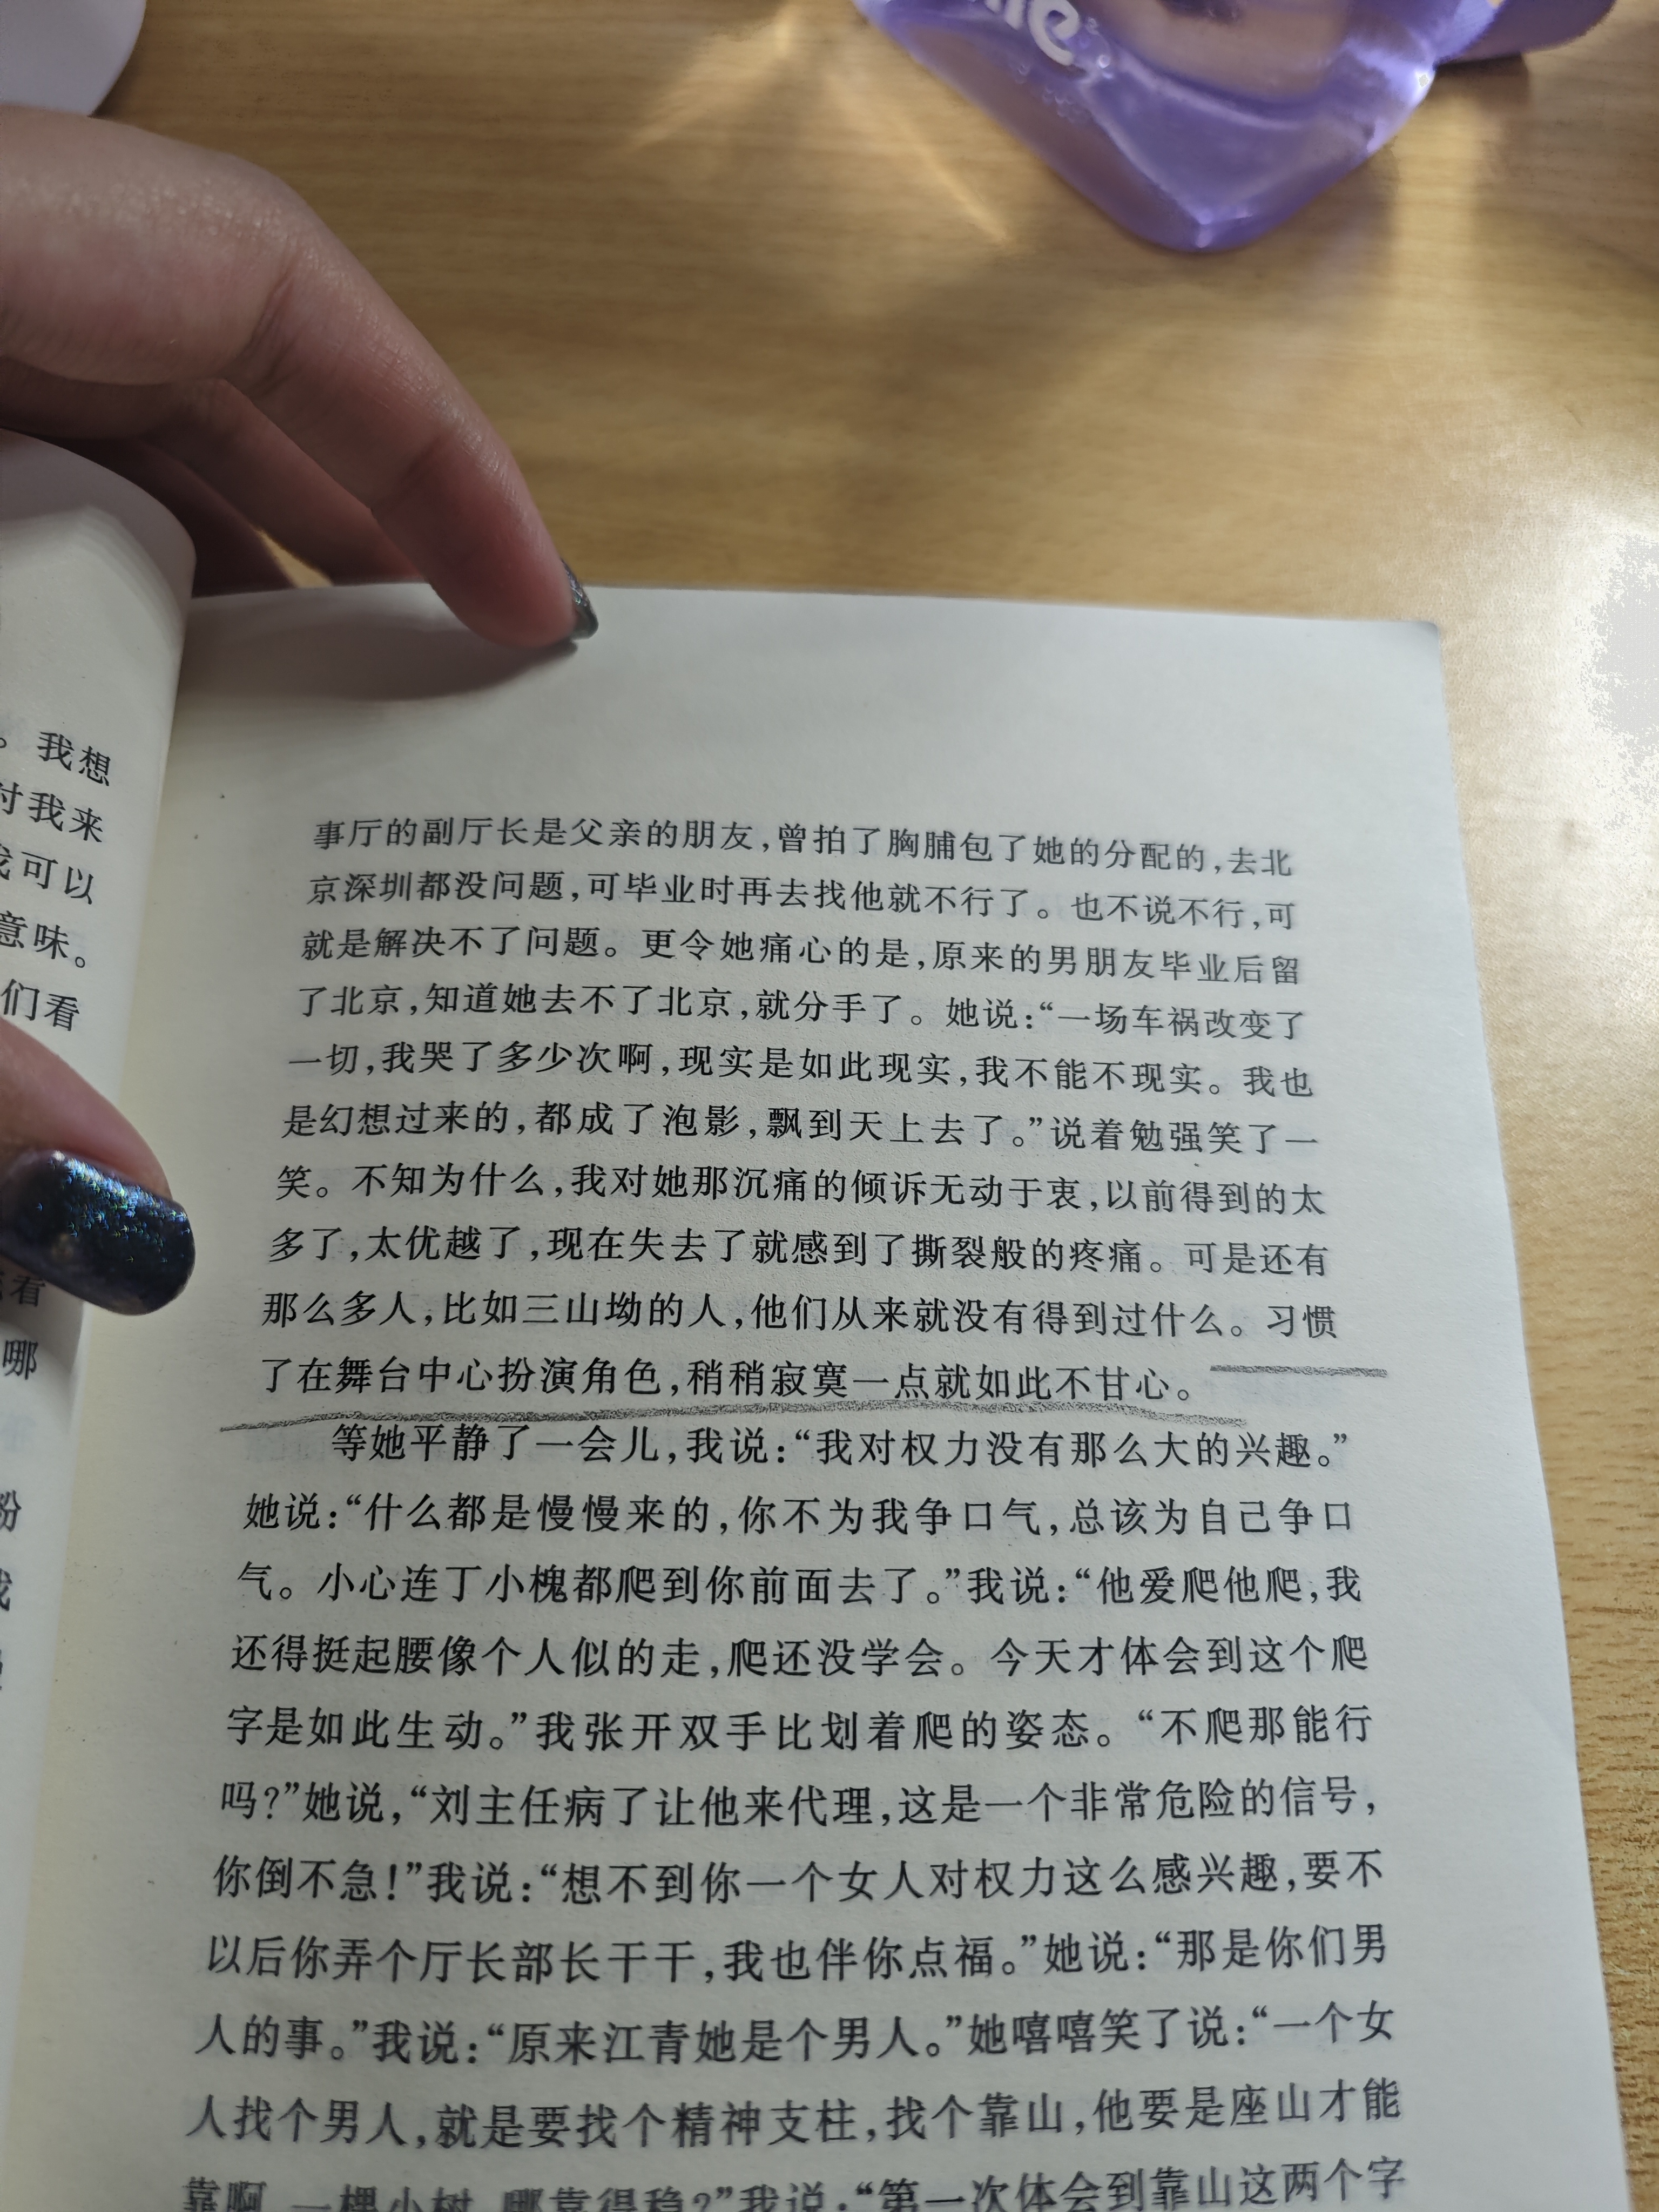 。我想
对我来
我可以
意味。
们看
看
哪
事厅的副厅长是父亲的朋友,曾拍了胸脯包了她的分配的,去北
京深圳都没问题,可毕业时再去找他就不行了。也不说不行,可
就是解决不了问题。更令她痛心的是,原来的男朋友毕业后留
了北京,知道她去不了北京,就分手了。她说:“一场车祸改变了
一切,我哭了多少次啊,现实是如此现实,我不能不现实。我也
是幻想过来的,都成了泡影,飘到天上去了。”说着勉强笑了一
笑。不知为什么,我对她那沉痛的倾诉无动于衷,以前得到的太
多了,太优越了,现在失去了就感到了撕裂般的疼痛。可是还有
那么多人,比如三山坳的人,他们从来就没有得到过什么。习惯
了在舞台中心扮演角色,稍稍寂寞一点就如此不甘心。
等她平静了一会儿,我说:“我对权力没有那么大的兴趣。”
她说:“什么都是慢慢来的,你不为我争口气,总该为自己争口
气。小心连丁小槐都爬到你前面去了。”我说:“他爱爬他爬,我
还得挺起腰像个人似的走,爬还没学会。今天才体会到这个爬
字是如此生动。”我张开双手比划着爬的姿态。“不爬那能行
吗?”她说,“刘主任病了让他来代理,这是一个非常危险的信号,
你倒不急!”我说:“想不到你一个女人对权力这么感兴趣,要不
以后你弄个厅长部长干干,我也伴你点福。”她说:“那是你们男
人的事。”我说:“原来江青她是个男人。”她嘻嘻笑了说:“一个女
人找个男人,就是要找个精神支柱,找个靠山,他要是座山才能
靠啊,一棵小树,哪靠得稳?”我说:“第一次体会到靠山这两个字